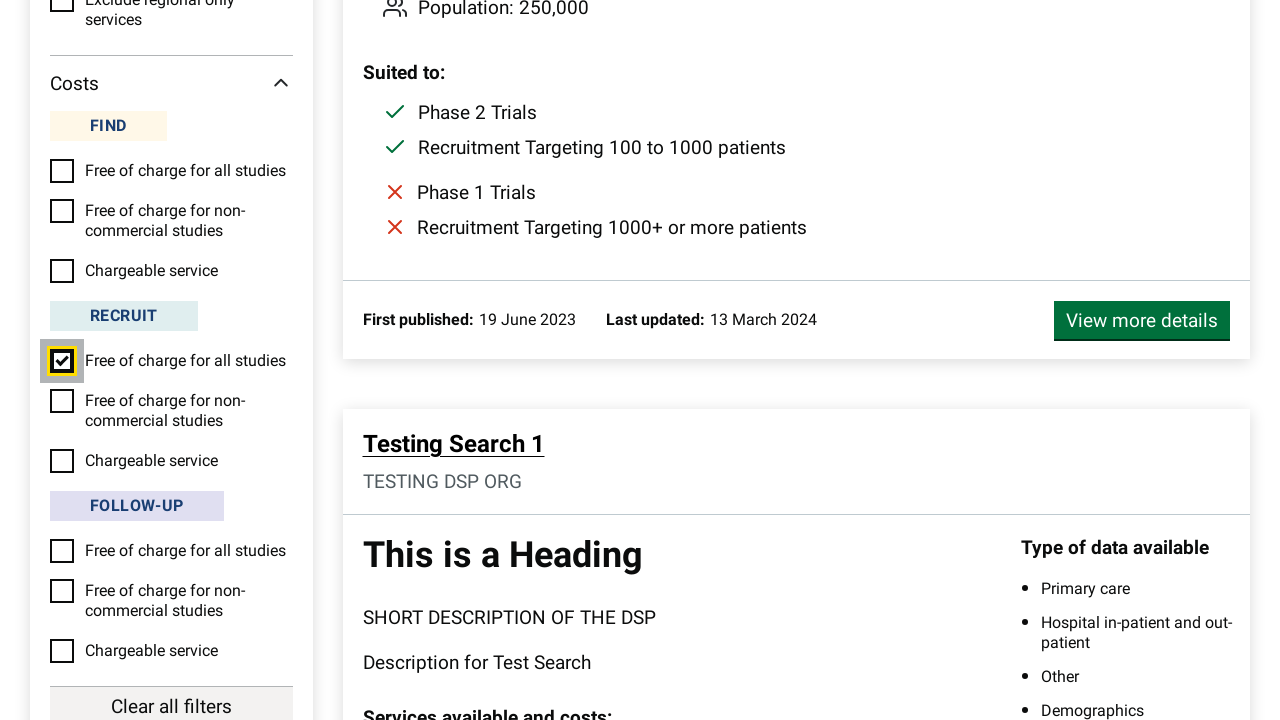 Exclude regional only
services
Costs
FIND
Free of charge for all studies
Free of charge for non-
commercial studies
Chargeable service
RECRUIT
Free of charge for all studies
Free of charge for non-
commercial studies
Chargeable service
FOLLOW-UP
Free of charge for all studies
Free of charge for non-
commercial studies
Chargeable service
Clear all filters
Population: 250,000
Suited to:
Phase 2 Trials
Recruitment Targeting 100 to 1000 patients
Phase 1 Trials
Recruitment Targeting 1000+ or more patients
First published: 19 June 2023 Last updated: 13 March 2024
View more details
Testing Search 1
TESTING DSP ORG
This is a Heading
SHORT DESCRIPTION OF THE DSP
Description for Test Search
Services available and costs:
Type of data available
Primary care
Hospital in-patient and out-
patient
Other
Demographics